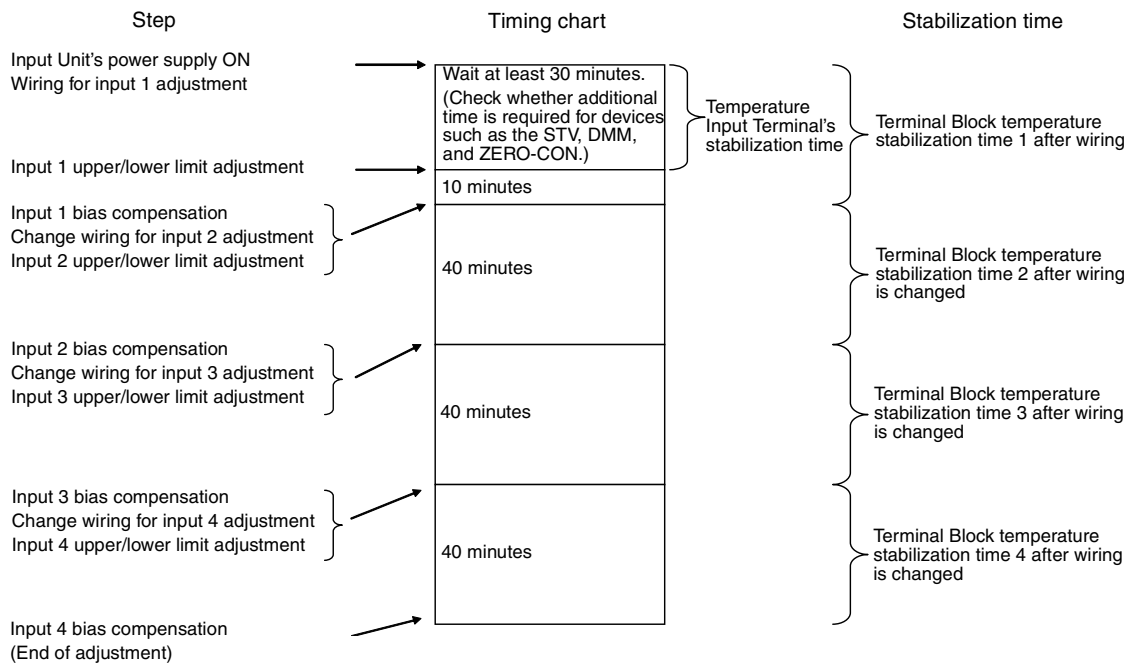 Step
Timing chart
Stabilization time
Input Unit's power supply ON
Wiring for input 1 adjustment
Wait at least 30 minutes.
(Check whether additional
time is required for devices
such as the STV, DMM,
and ZERO-CON.)
Temperature
Input Terminal's
stabilization time
Terminal Block temperature
stabilization time 1 after wiring
Input 1 upper/lower limit adjustment
10 minutes
Input 1 bias compensation
Change wiring for input 2 adjustment
Input 2 upper/lower limit adjustment
40 minutes
Terminal Block temperature
stabilization time 2 after wiring
is changed
Input 2 bias compensation
Change wiring for input 3 adjustment
Input 3 upper/lower limit adjustment
40 minutes
Terminal Block temperature
stabilization time 3 after wiring
is changed
Input 3 bias compensation
Change wiring for input 4 adjustment
Input 4 upper/lower limit adjustment
40 minutes
Terminal Block temperature
stabilization time 4 after wiring
is changed
Input 4 bias compensation
(End of adjustment)